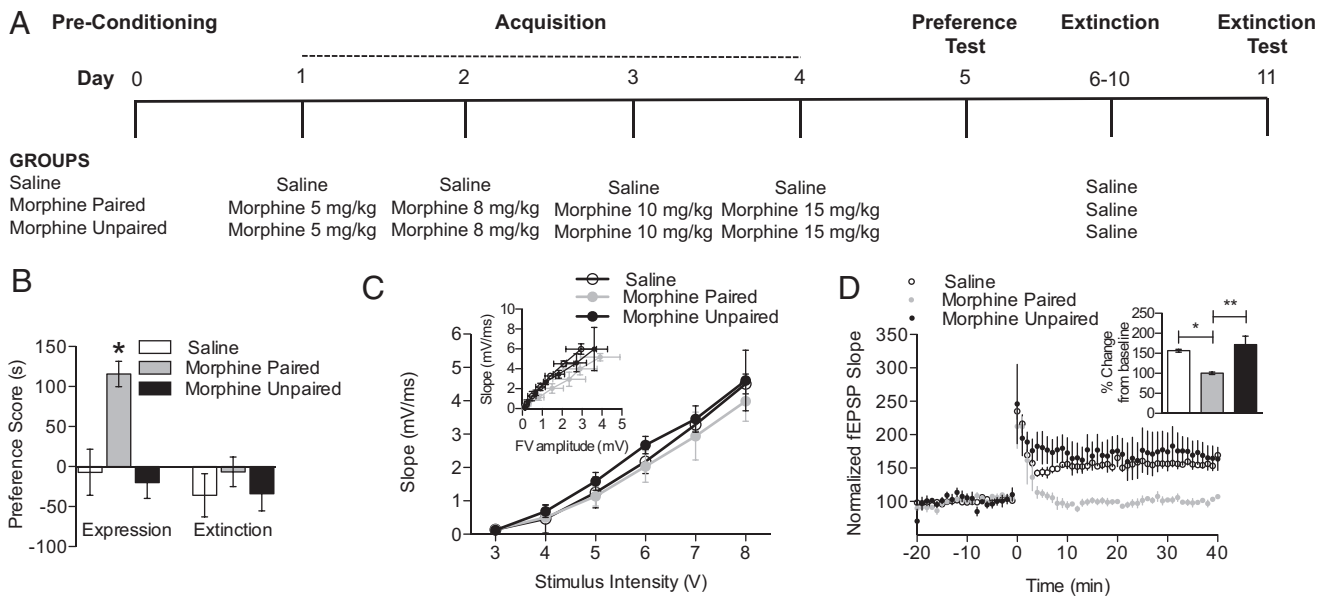 A
Pre-Conditioning
Acquisition
Preference Test
Extinction
Extinction Test
Day 0 1 2 3 4 5 6-10 11
GROUPS
Saline Saline Saline Saline Saline Saline
Morphine Paired Morphine 5 mg/kg Morphine 8 mg/kg Morphine 10 mg/kg Morphine 15 mg/kg Saline
Morphine Unpaired Morphine 5 mg/kg Morphine 8 mg/kg Morphine 10 mg/kg Morphine 15 mg/kg Saline
B
Preference Score (s)
150
100
50
0
-50
-100
*
Saline
Morphine Paired
Morphine Unpaired
Expression Extinction
C
Saline
Morphine Paired
Morphine Unpaired
Slope (mV/ms)
6
5
4
3
2
1
0
3 4 5 6 7 8
Stimulus Intensity (V)
Slope (mV/ms)
10
8
6
4
2
0
0 1 2 3 4 5
FV amplitude (mV)
D
Saline
Morphine Paired
Morphine Unpaired
Normalized fEPSP Slope
350
300
250
200
150
100
-20 -10 0 10 20 30 40
Time (min)
% Change
from baseline
250
200
150
100
50
0
* **